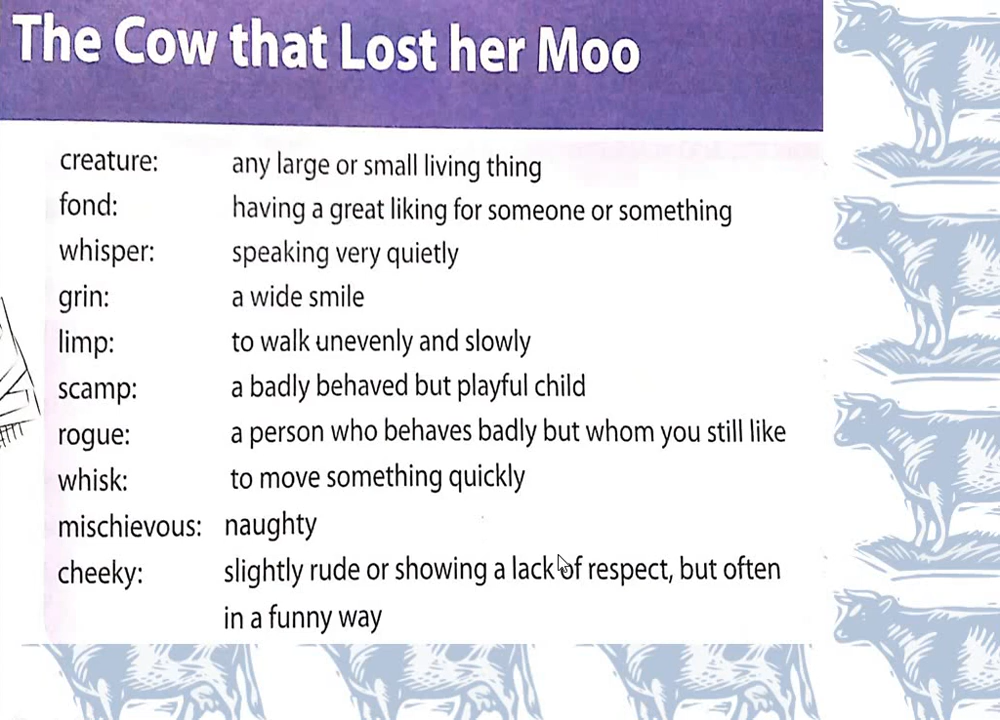 The Cow that Lost her Moo
creature: any large or small living thing
fond: having a great liking for someone or something
whisper: speaking very quietly
grin: a wide smile
limp: to walk unevenly and slowly
scamp: a badly behaved but playful child
rogue: a person who behaves badly but whom you still like
whisk: to move something quickly
mischievous: naughty
cheeky: slightly rude or showing a lack of respect, but often
in a funny way